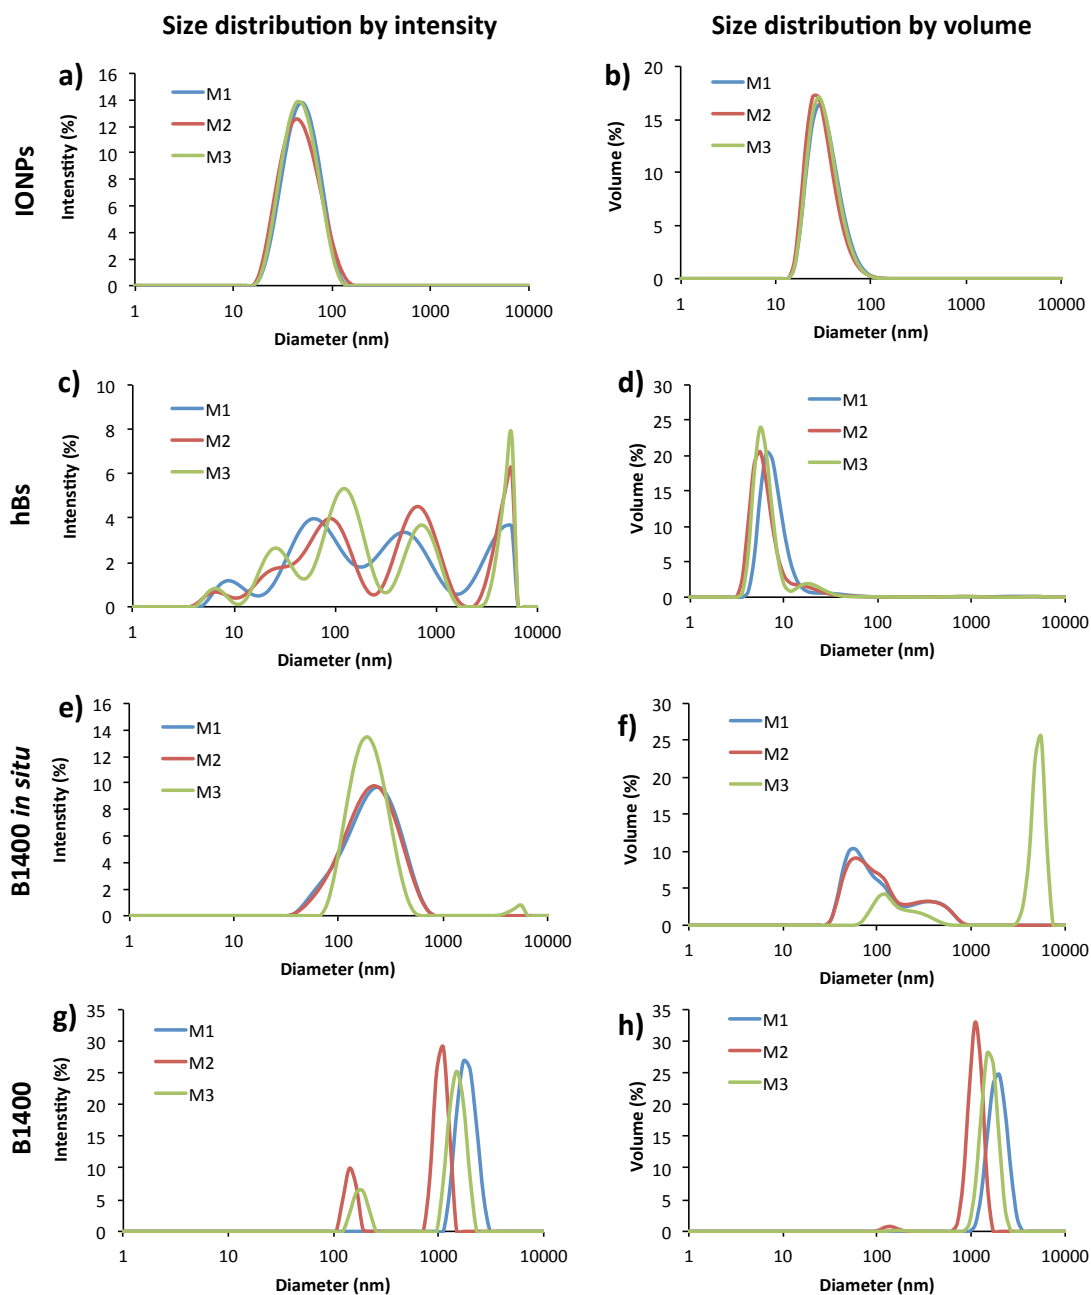 Size distribution by intensity
Size distribution by volume
IONPs
a)
16
14
12
10
8
6
4
2
0
Intenstity (%)
M1
M2
M3
1 10 100 1000 10000
Diameter (nm)
b)
20
15
10
5
0
Volume (%)
M1
M2
M3
1 10 100 1000 10000
Diameter (nm)
hBs
c)
10
8
6
4
2
0
Intenstity (%)
M1
M2
M3
1 10 100 1000 10000
Diameter (nm)
d)
30
25
20
15
10
5
0
Volume (%)
M1
M2
M3
1 10 100 1000 10000
Diameter (nm)
B1400 in situ
e)
16
14
12
10
8
6
4
2
0
Intenstity (%)
M1
M2
M3
1 10 100 1000 10000
Diameter (nm)
f)
30
25
20
15
10
5
0
Volume (%)
M1
M2
M3
1 10 100 1000 10000
Diameter (nm)
B1400
g)
35
30
25
20
15
10
5
0
Intenstity (%)
M1
M2
M3
1 10 100 1000 10000
Diameter (nm)
h)
35
30
25
20
15
10
5
0
Volume (%)
M1
M2
M3
1 10 100 1000 10000
Diameter (nm)